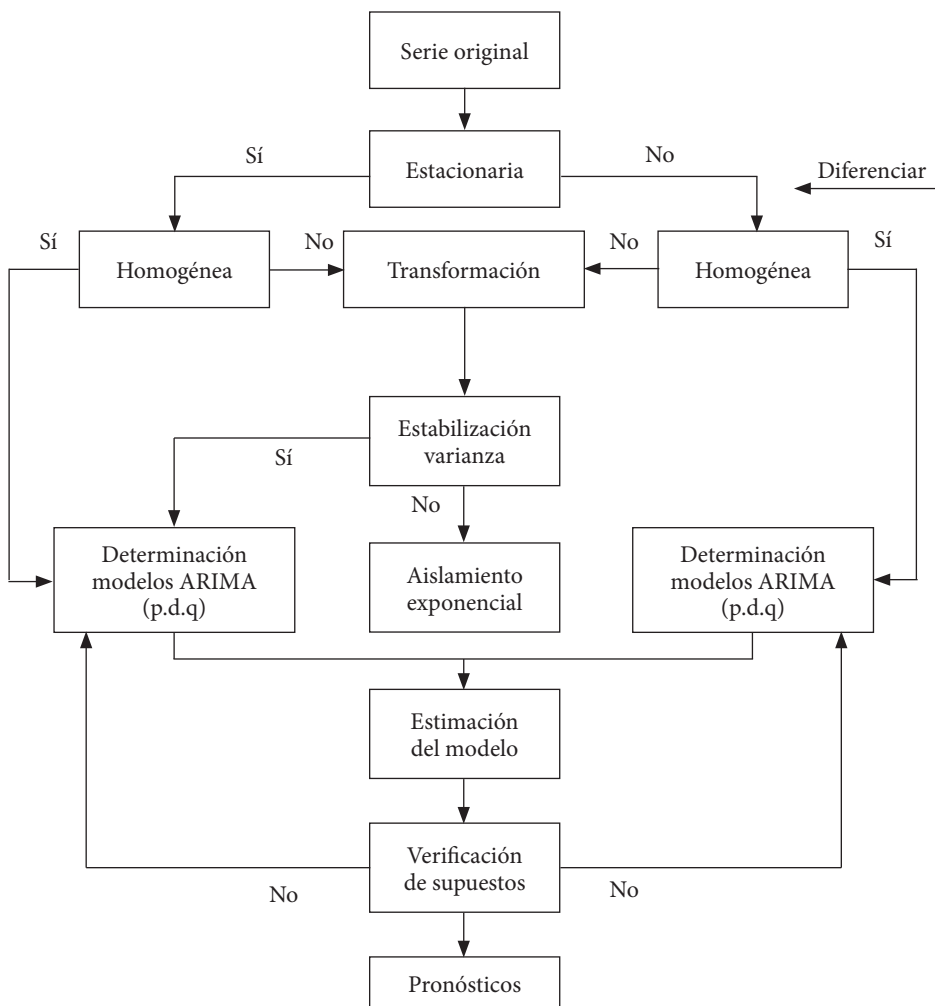 Serie original
Sí
Estacionaria
No
Diferenciar
Sí
Homogénea
No
Transformación
No
Homogénea
Sí
Estabilización
varianza
Sí
No
Determinación
modelos ARIMA
(p.d.q)
Aislamiento
exponencial
Determinación
modelos ARIMA
(p.d.q)
Estimación
del modelo
Verificación
de supuestos
No
No
Pronósticos